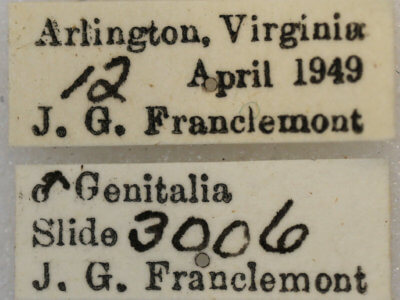 Arlington, Virginia
12 April 1949
J. G. Franclemont
♂ Genitalia
Slide 3006
J. G. Franclemont